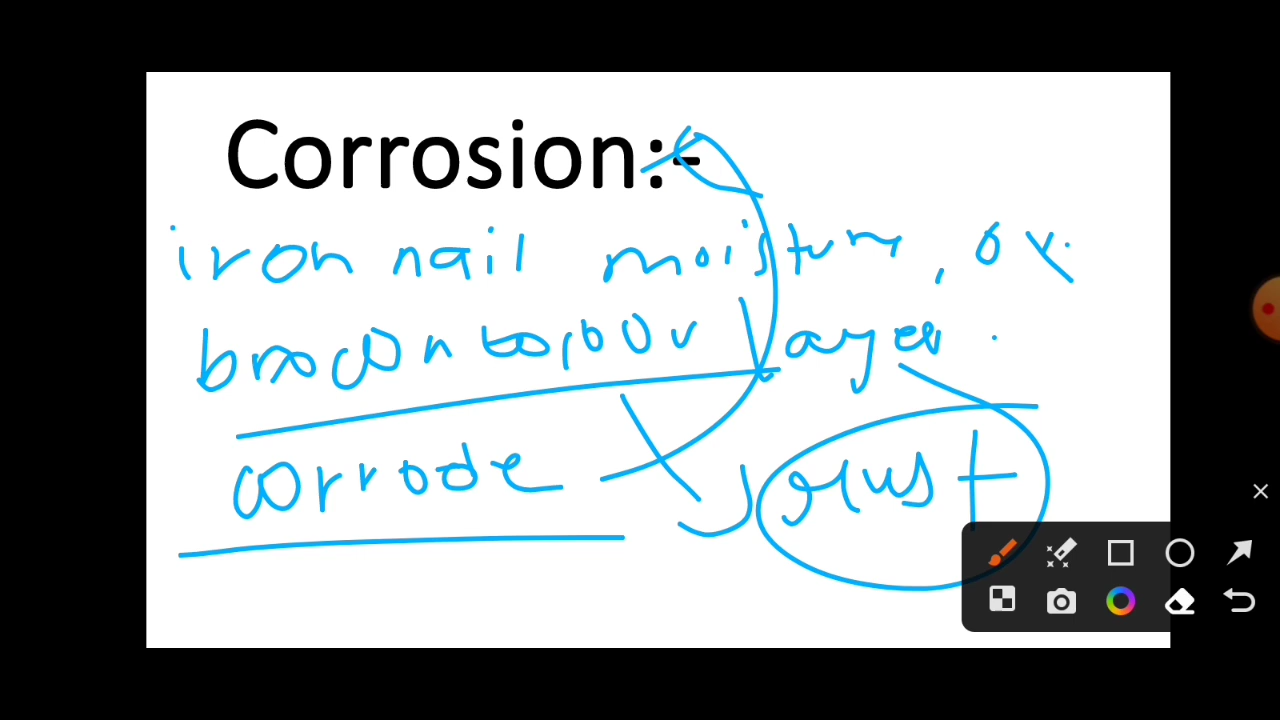 Corrosion:-
iron nail moisture, ox.
brown colour layer.
corrode rust